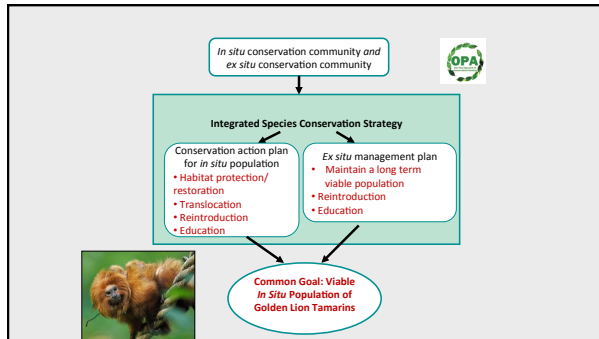 In situ conservation community and
ex situ conservation community
OPA
Integrated Species Conservation Strategy
Conservation action plan
for in situ population
• Habitat protection/
restoration
• Translocation
• Reintroduction
• Education
Ex situ management plan
• Maintain a long term
viable population
• Reintroduction
• Education
Common Goal: Viable
In Situ Population of
Golden Lion Tamarins